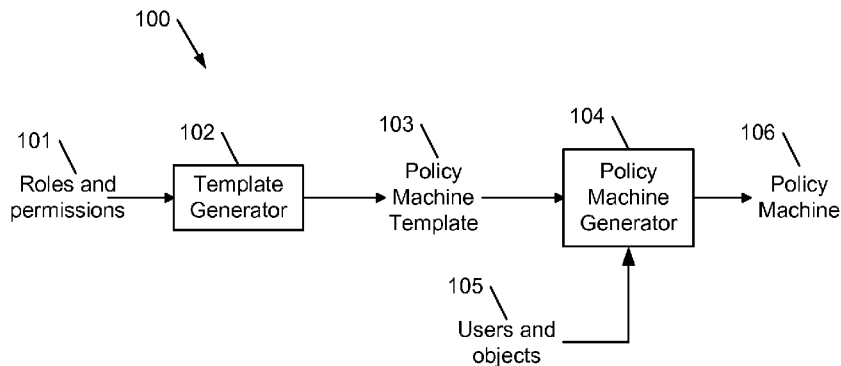 100
101
Roles and
permissions
102
Template
Generator
103
Policy
Machine
Template
104
Policy
Machine
Generator
105
Users and
objects
106
Policy
Machine